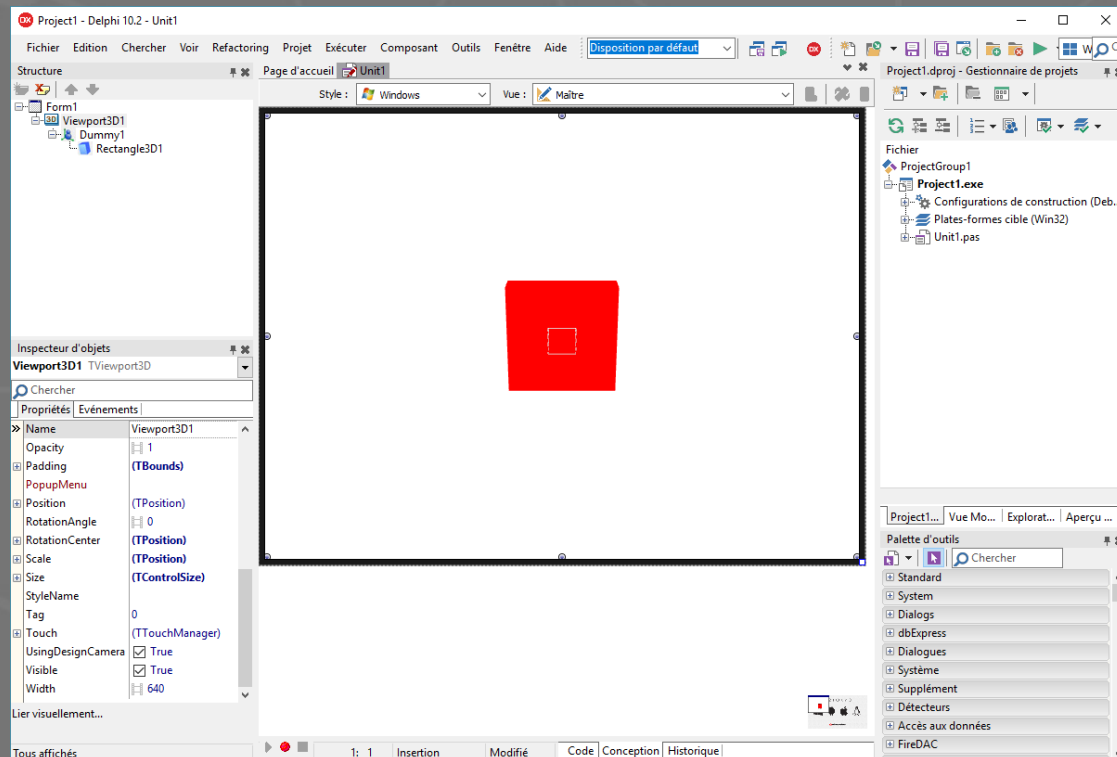 Project1 - Delphi 10.2 - Unit1
Fichier Edition Chercher Voir Refactoring Projet Exécuter Composant Outils Fenêtre Aide Disposition par défaut
Structure
Form1
Viewport3D1
Dummy1
Rectangle3D1
Page d'accueil Unit1
Style : Windows Vue : Maître
Inspecteur d'objets
Viewport3D1 TViewport3D
Chercher
Propriétés Evénements
Name Viewport3D1
Opacity 1
Padding (TBounds)
PopupMenu
Position (TPosition)
RotationAngle 0
RotationCenter (TPosition)
Scale (TPosition)
Size (TControlSize)
StyleName
Tag 0
Touch (TTouchManager)
UsingDesignCamera True
Visible True
Width 640
Lier visuellement...
Tous affichés
1: 1 Insertion Modifié Code Conception Historique
Project1.dproj - Gestionnaire de projets
Fichier
ProjectGroup1
Project1.exe
Configurations de construction (Deb...
Plates-formes cible (Win32)
Unit1.pas
Project1... Vue Mo... Explorat... Aperçu ...
Palette d'outils
Chercher
Standard
System
Dialogs
dbExpress
Dialogues
Système
Supplément
Détecteurs
Accès aux données
FireDAC